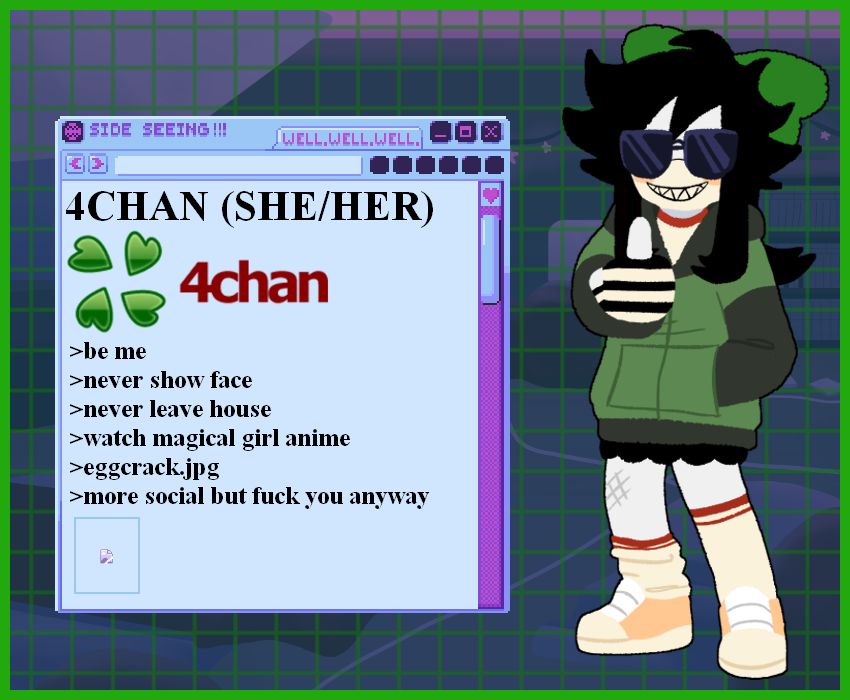 SIDE SEEING!!!
WELL.WELL.WELL.
4CHAN (SHE/HER)
4chan
>be me
>never show face
>never leave house
>watch magical girl anime
>eggcrack.jpg
>more social but fuck you anyway